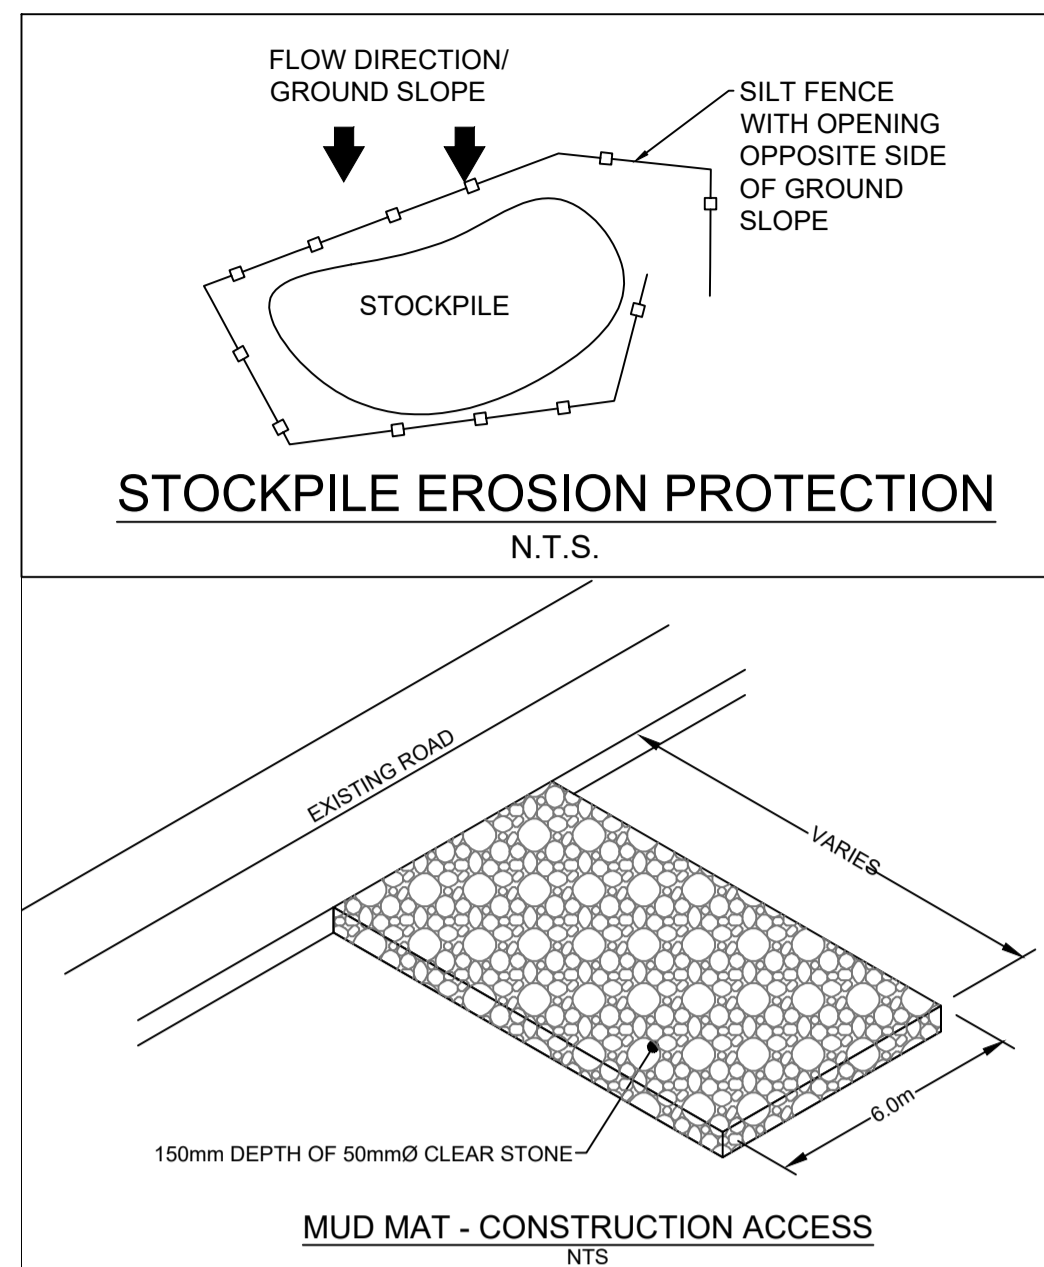 FLOW DIRECTION/
GROUND SLOPE
SILT FENCE
WITH OPENING
OPPOSITE SIDE
OF GROUND
SLOPE
STOCKPILE
STOCKPILE EROSION PROTECTION
N.T.S.
EXISTING ROAD
VARIES
6.0m
150mm DEPTH OF 50mmØ CLEAR STONE
MUD MAT - CONSTRUCTION ACCESS
NTS